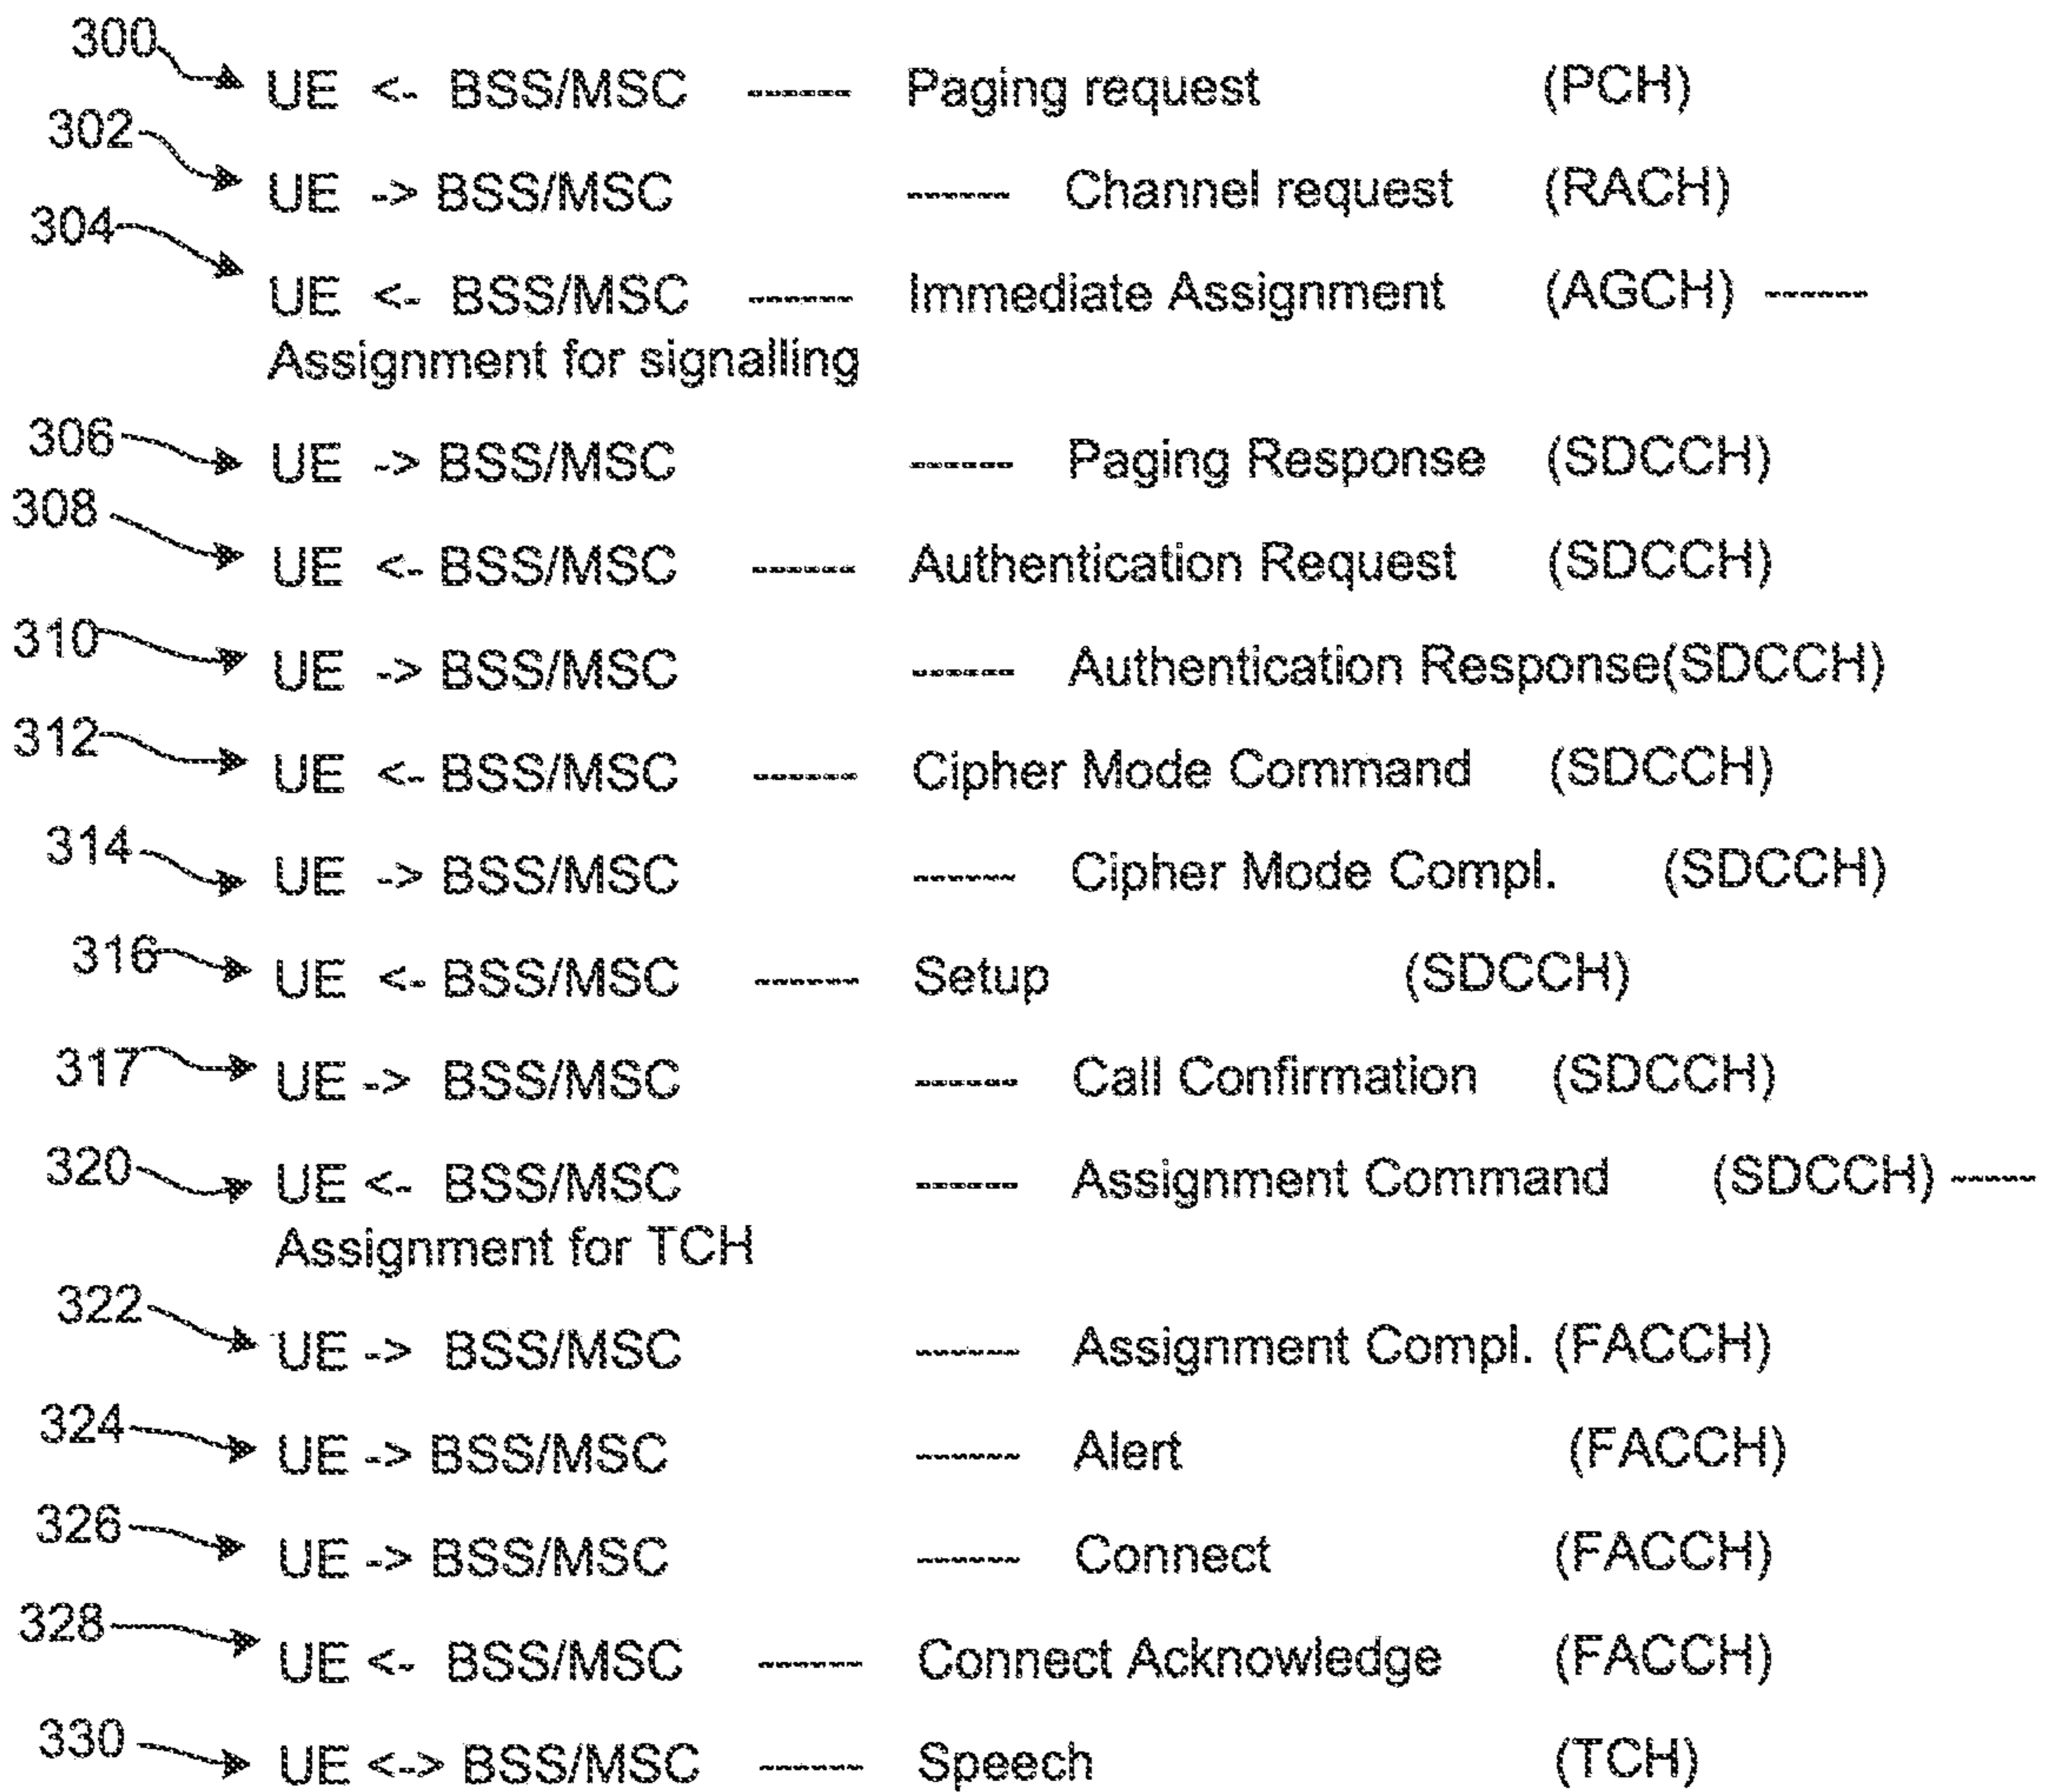 300 UE <- BSS/MSC ------ Paging request (PCH)
302 UE -> BSS/MSC ------ Channel request (RACH)
304 UE <- BSS/MSC ------ Immediate Assignment (AGCH) ------
Assignment for signalling
306 UE -> BSS/MSC ------ Paging Response (SDCCH)
308 UE <- BSS/MSC ------ Authentication Request (SDCCH)
310 UE -> BSS/MSC ------ Authentication Response(SDCCH)
312 UE <- BSS/MSC ------ Cipher Mode Command (SDCCH)
314 UE -> BSS/MSC ------ Cipher Mode Compl. (SDCCH)
316 UE <- BSS/MSC ------ Setup (SDCCH)
317 UE -> BSS/MSC ------ Call Confirmation (SDCCH)
320 UE <- BSS/MSC ------ Assignment Command (SDCCH) -----
Assignment for TCH
322 UE -> BSS/MSC ------ Assignment Compl. (FACCH)
324 UE -> BSS/MSC ------ Alert (FACCH)
326 UE -> BSS/MSC ------ Connect (FACCH)
328 UE <- BSS/MSC ------ Connect Acknowledge (FACCH)
330 UE <-> BSS/MSC ------ Speech (TCH)